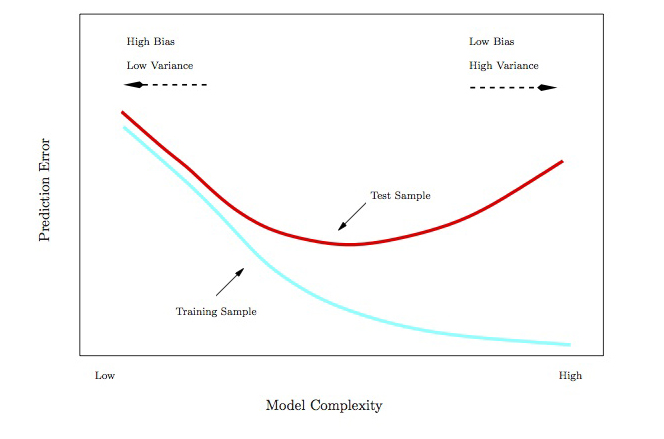 High Bias
Low Variance
Low Bias
High Variance
Prediction Error
Test Sample
Training Sample
Low
High
Model Complexity